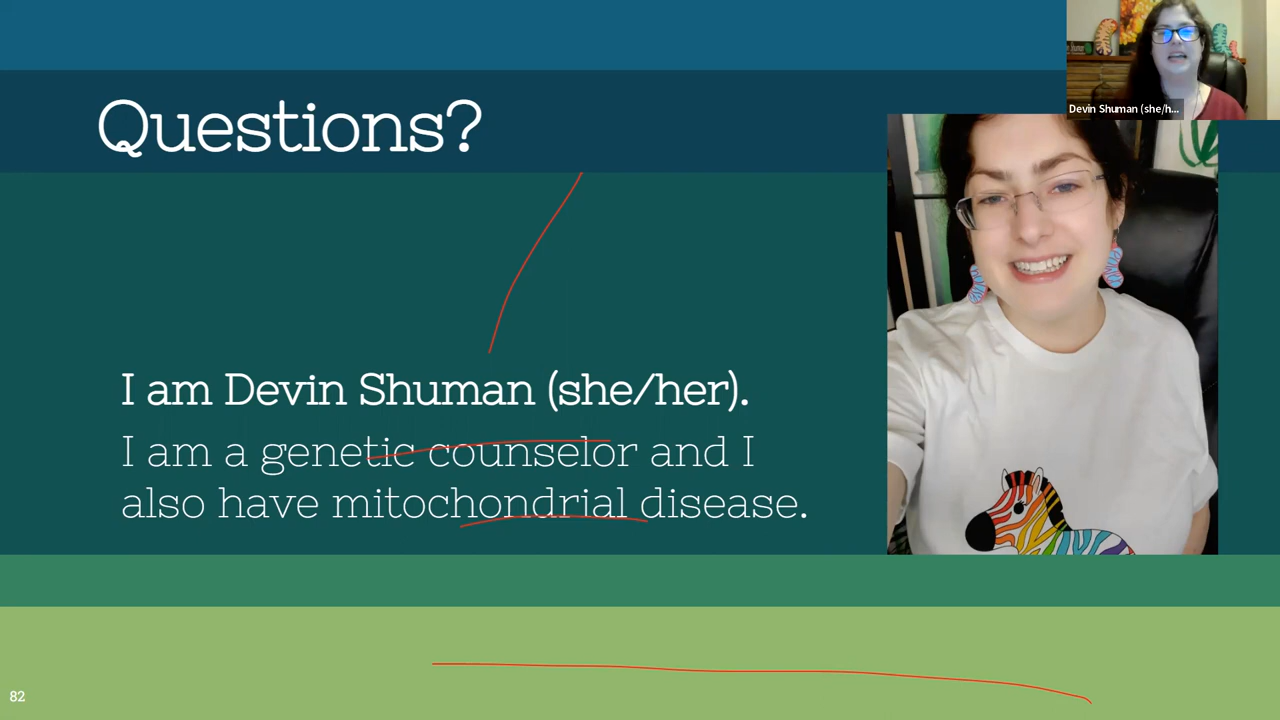 Questions?
Devin Shuman (she/h...
I am Devin Shuman (she/her).
I am a genetic counselor and I
also have mitochondrial disease.
82